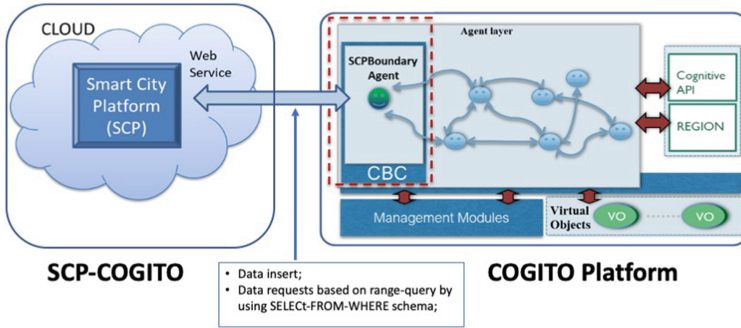 CLOUD
Web
Service
Smart City
Platform
(SCP)
SCP-COGITO
Agent layer
SCPBoundary
Agent
CBC
Cognitive
API
REGION
Management Modules
Virtual
Objects
VO
VO
COGITO Platform
• Data insert;
• Data requests based on range-query by
using SELECt-FROM-WHERE schema;